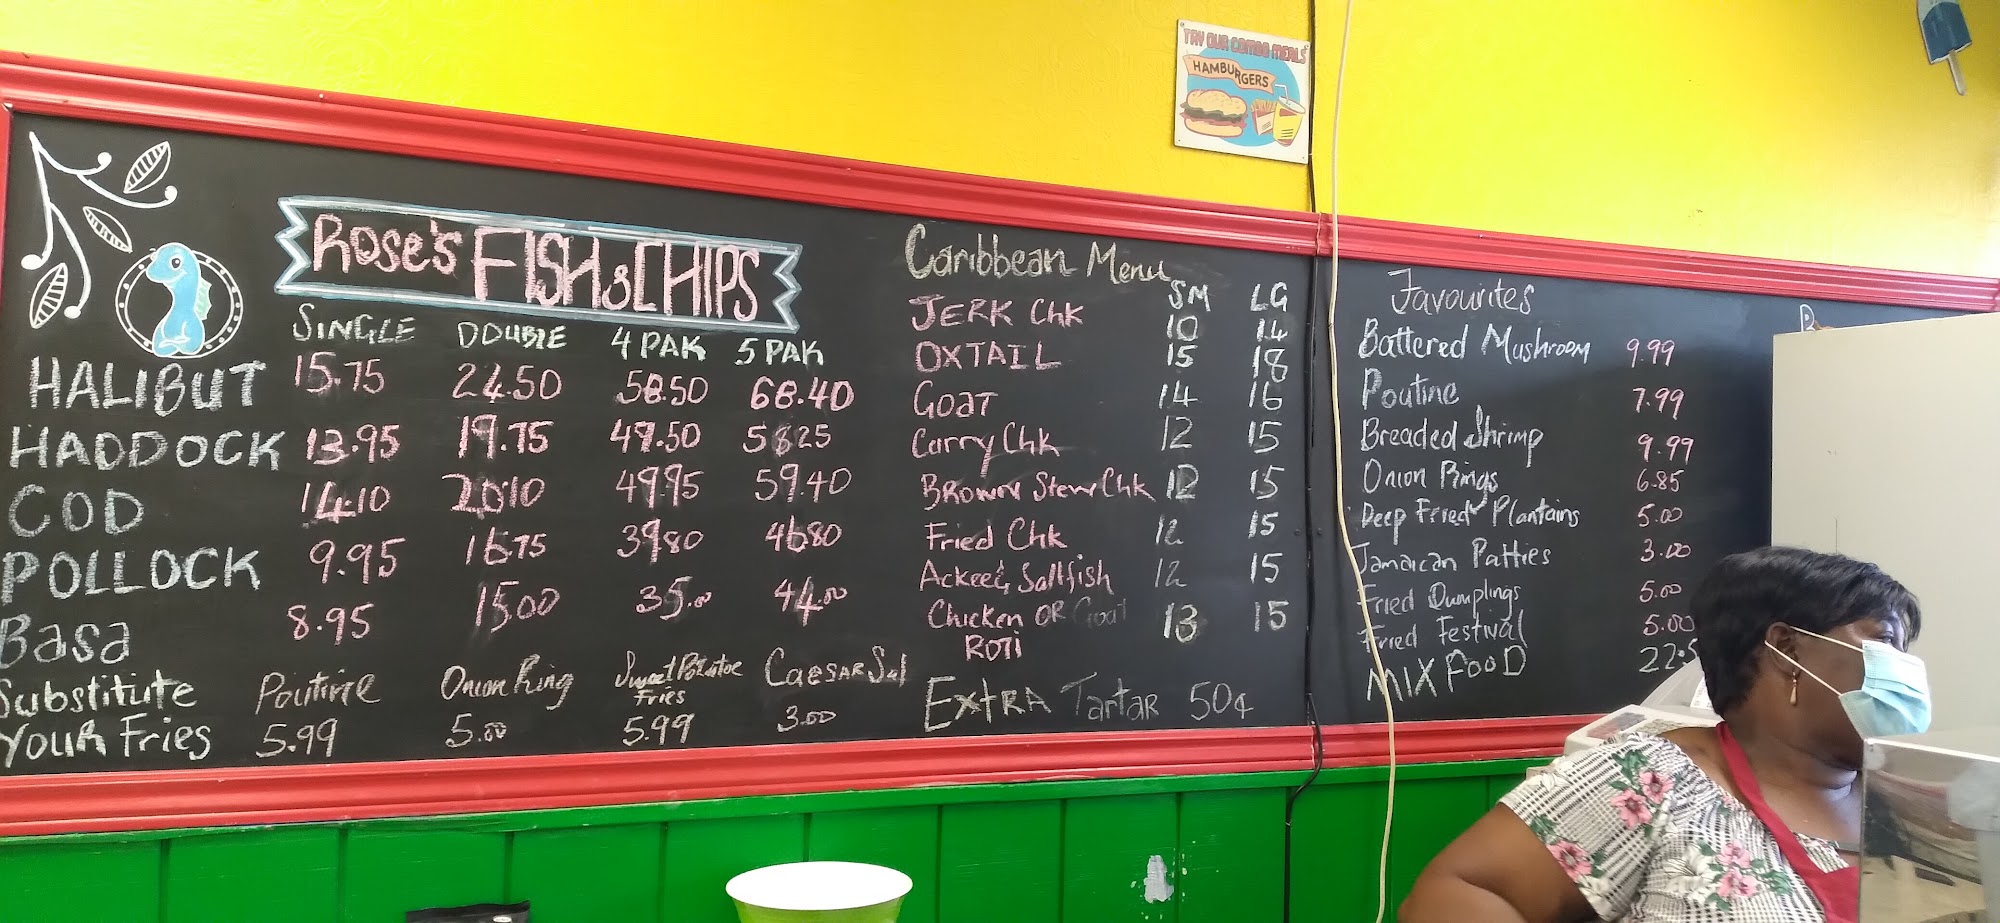 TRY OUR COMBO MEALS
HAMBURGERS
Rose's FISH & CHIPS
SINGLE DOUBLE 4 PAK 5 PAK
HALIBUT 15.75 24.50 58.50 68.40
HADDOCK 13.95 19.75 49.50 58 25
COD 14.10 20.10 49.95 59.40
POLLOCK 9.95 16.75 39.80 46.80
Basa 8.95 15.00 35.00 44.00
Substitute Your Fries
Poutine 5.99
Onion Ring 5.00
Sweet Potatoe Fries 5.99
CAESAR Sal 3.00
Caribbean Menu
SM LG
JERK Chk 10 14
OXTAIL 15 18
GOAT 14 16
Curry Chk 12 15
BROWN Stew Chk 12 15
Fried Chk 12 15
Ackee & Saltfish 12 15
Chicken OR Goat ROTI 13 15
EXTRA Tartar 50¢
Favourites
Battered Mushroom 9.99
Poutine 7.99
Breaded Shrimp 9.99
Onion Rings 6.85
Deep Fried Plantains 5.00
Jamaican Patties 3.00
Fried Dumplings 5.00
Fried Festival 5.00
MIX FOOD 22.5